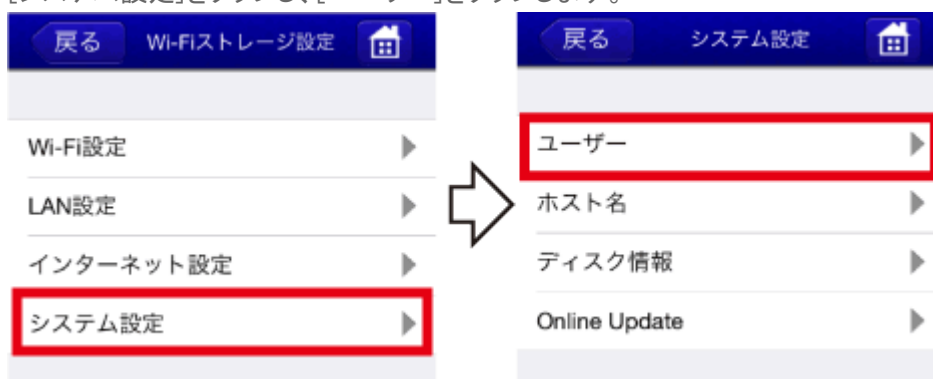 戻る Wi-Fiストレージ設定
Wi-Fi設定
LAN設定
インターネット設定
システム設定
戻る システム設定
ユーザー
ホスト名
ディスク情報
Online Update